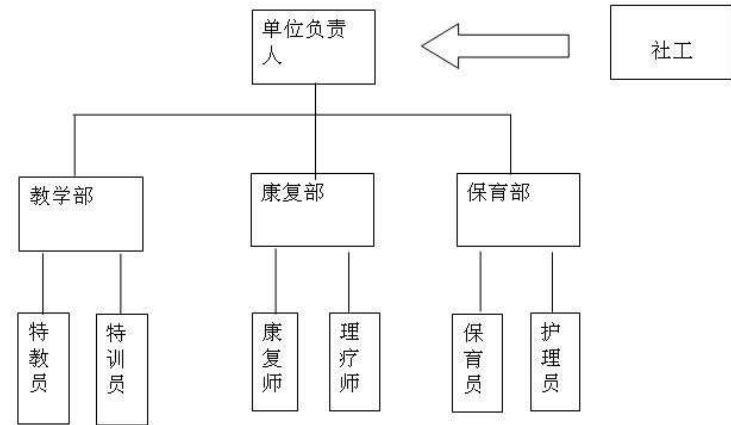 单位负责
人
社工
教学部
康复部
保育部
特教员
特训员
康复师
理疗师
保育员
护理员